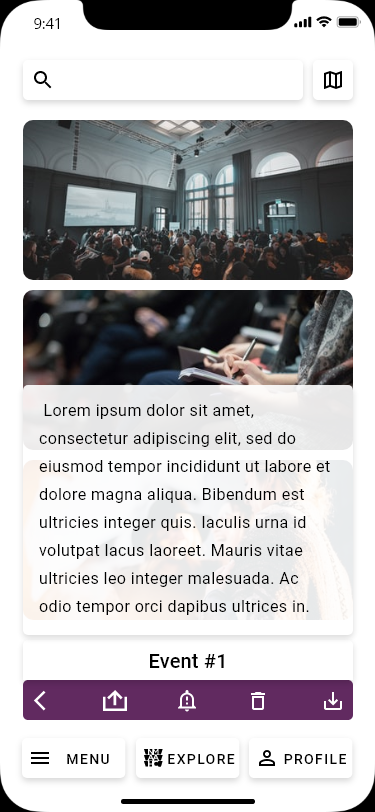 9:41
Lorem ipsum dolor sit amet,
consectetur adipiscing elit, sed do
eiusmod tempor incididunt ut labore et
dolore magna aliqua. Bibendum est
ultricies integer quis. Iaculis urna id
volutpat lacus laoreet. Mauris vitae
ultricies leo integer malesuada. Ac
odio tempor orci dapibus ultrices in.
Event #1
MENU EXPLORE PROFILE